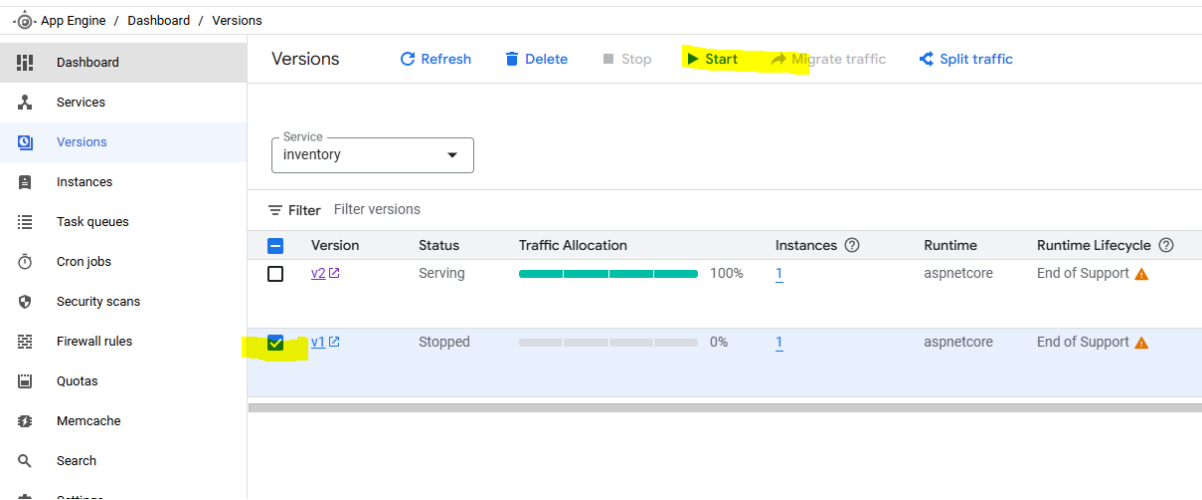 App Engine / Dashboard / Versions
Dashboard
Services
Versions
Instances
Task queues
Cron jobs
Security scans
Firewall rules
Quotas
Memcache
Search
Settings
Versions Refresh Delete Stop Start Migrate traffic Split traffic
Service
inventory
Filter Filter versions
Version Status Traffic Allocation Instances ? Runtime Runtime Lifecycle ?
v2 Serving 100% 1 aspnetcore End of Support
v1 Stopped 0% 1 aspnetcore End of Support